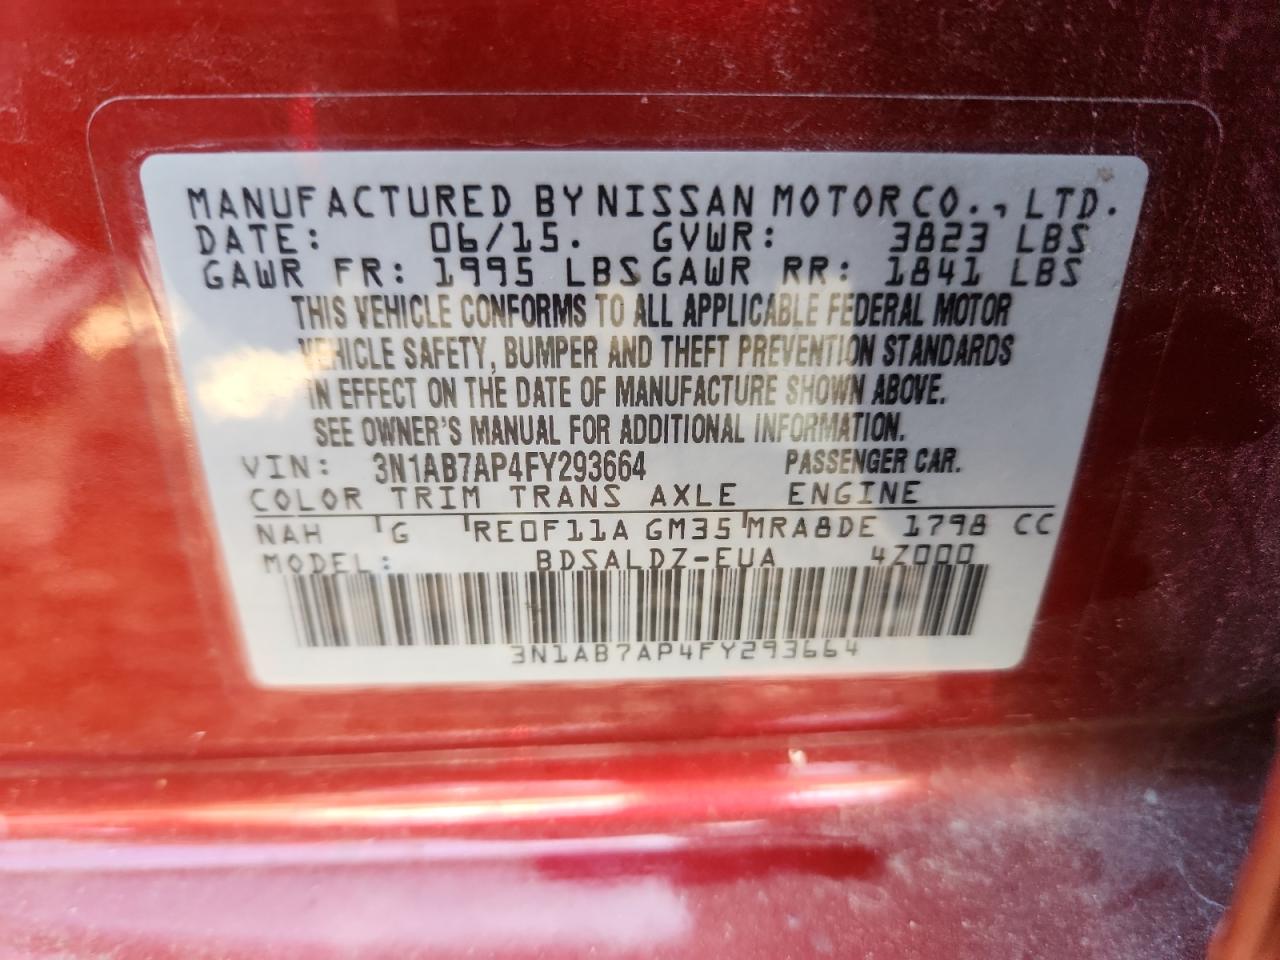 MANUFACTURED BY NISSAN MOTOR CO., LTD.
DATE: 06/15. GVWR: 3823 LBS
GAWR FR: 1995 LBS GAWR RR: 1841 LBS
THIS VEHICLE CONFORMS TO ALL APPLICABLE FEDERAL MOTOR
VEHICLE SAFETY, BUMPER AND THEFT PREVENTION STANDARDS
IN EFFECT ON THE DATE OF MANUFACTURE SHOWN ABOVE.
SEE OWNER'S MANUAL FOR ADDITIONAL INFORMATION.
VIN: 3N1AB7AP4FY293664 PASSENGER CAR.
COLOR TRIM TRANS AXLE ENGINE
NAH G RE0F11A GM35 MRA8DE 1798 CC
MODEL: BDSALDZ-EUA 4Z000
3N1AB7AP4FY293664